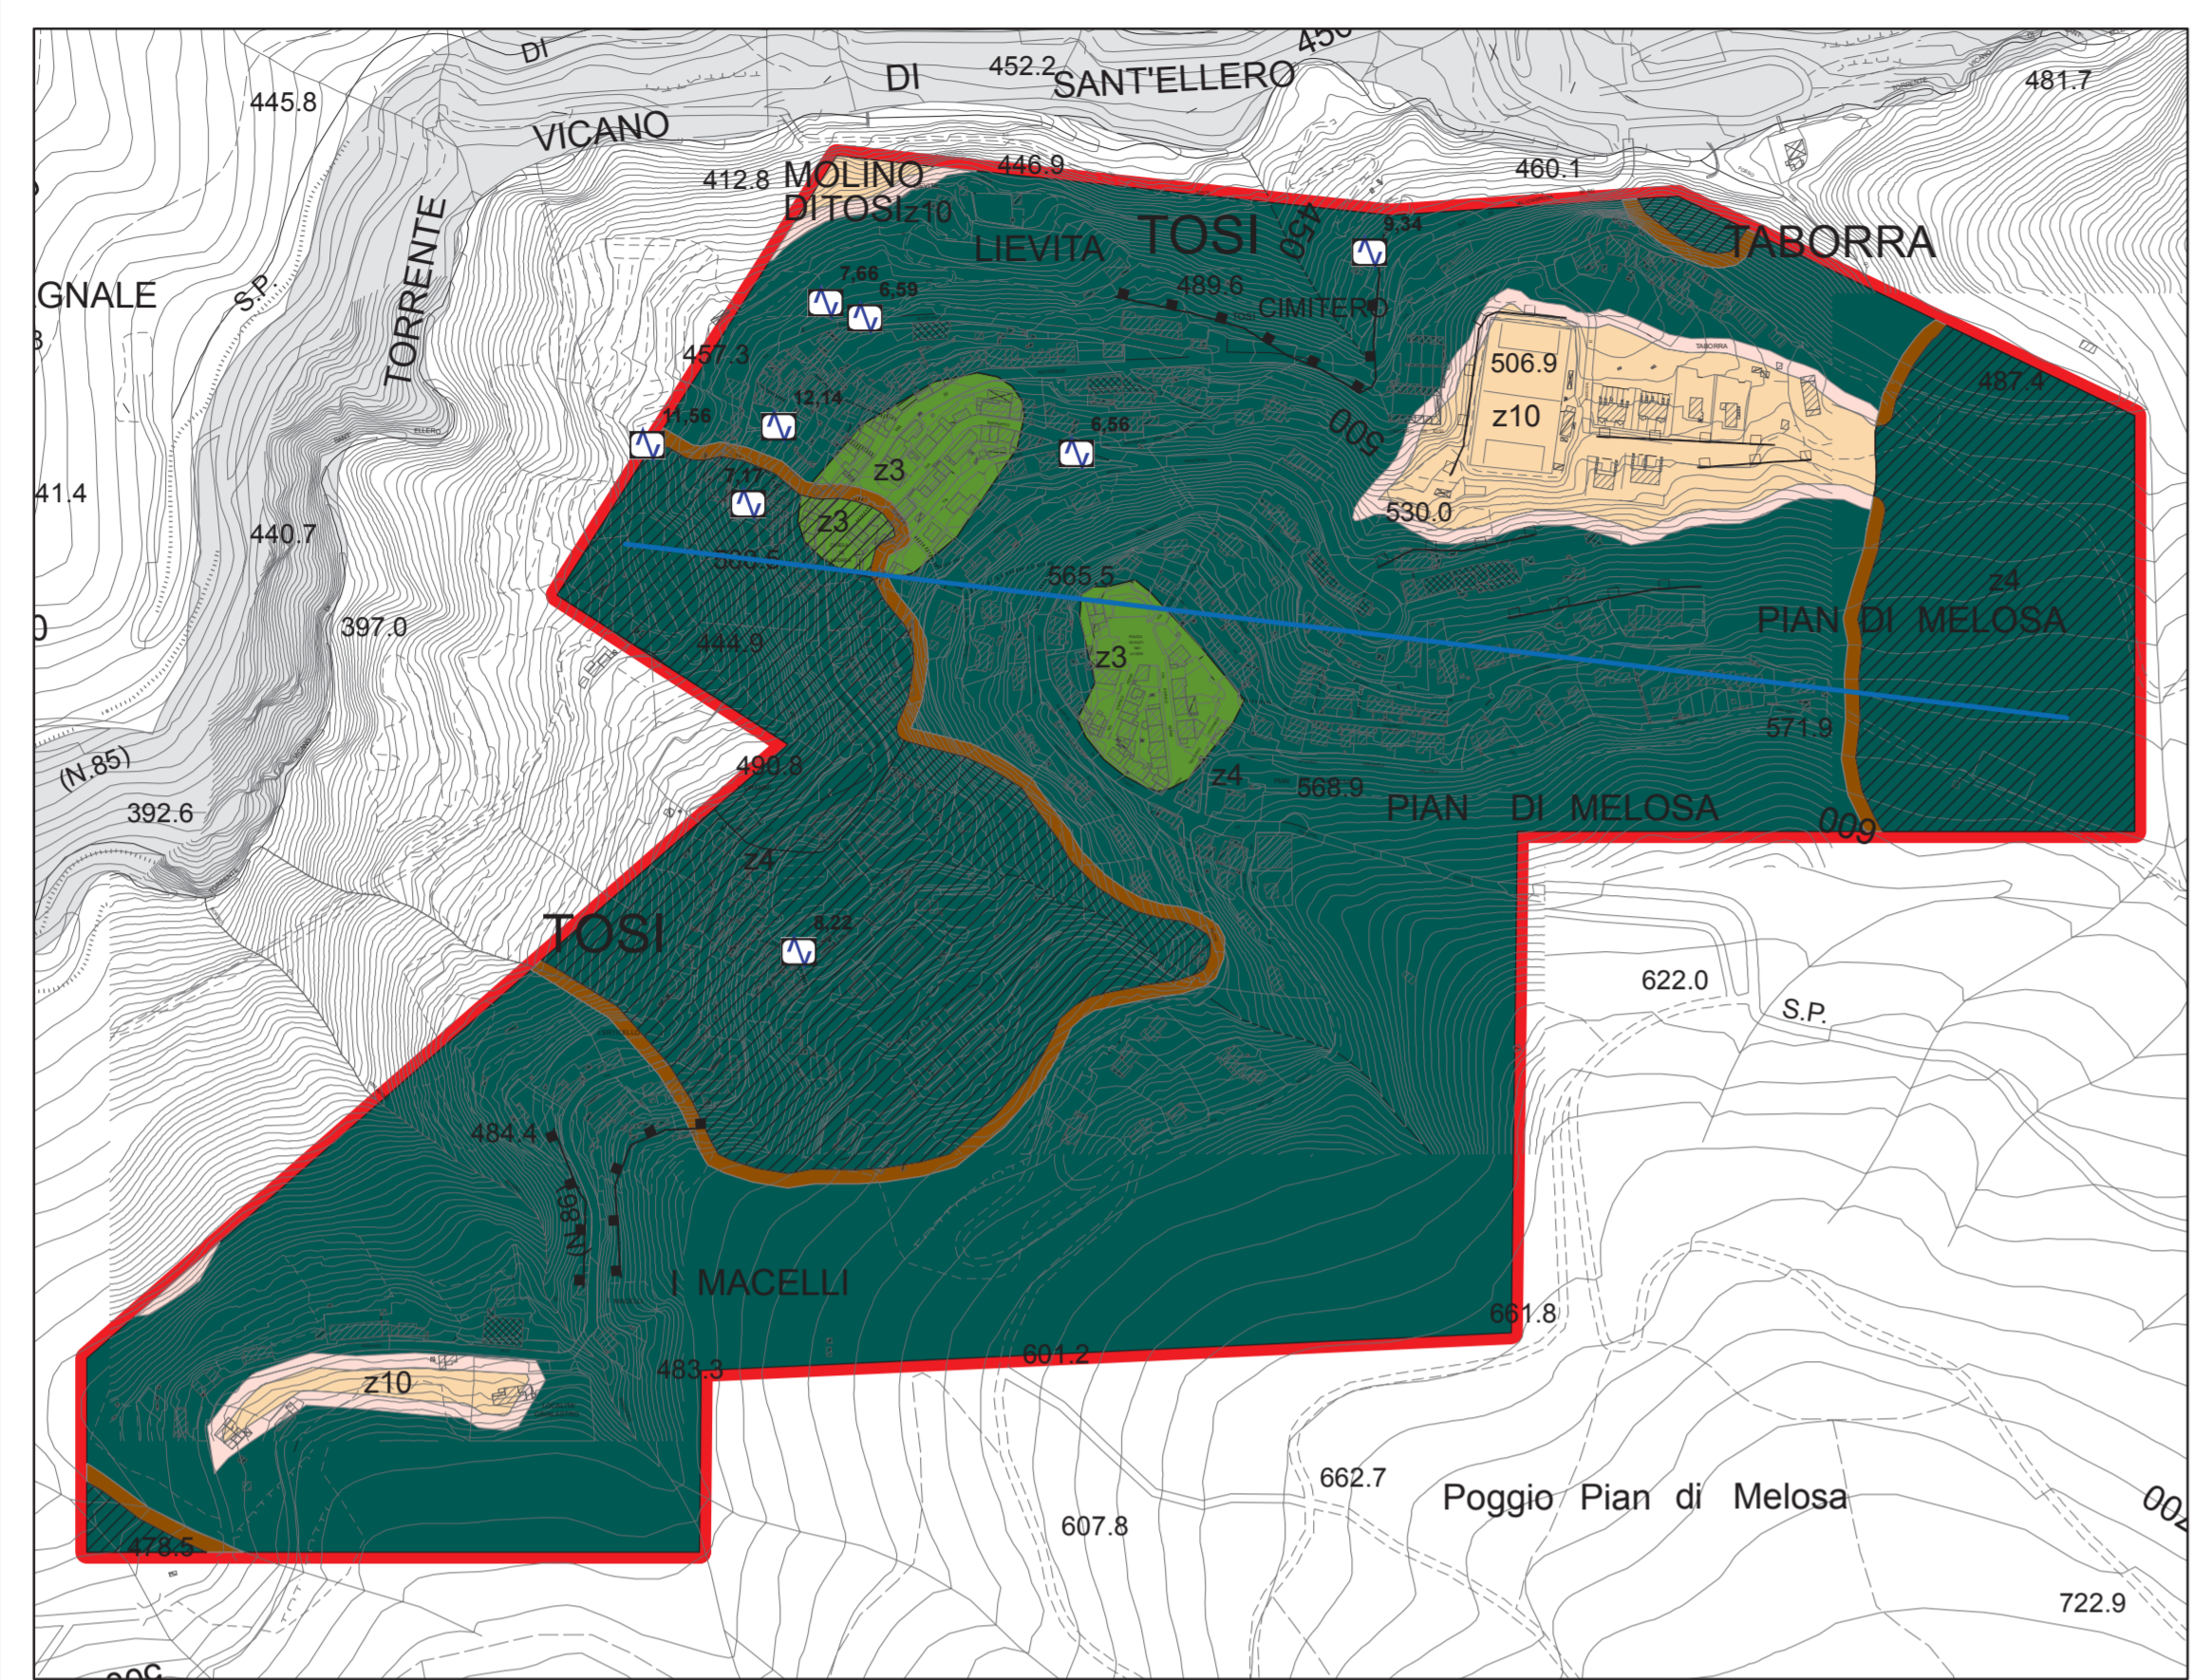 DI
DI
452.2
SANT'ELLERO
481.7
445.8
VICANO
446.9
460.1
412.8
MOLINO
DITOSIz10
TORRENTE
S.P.
LIEVITA
TOSI
450
9,34
TABORRA
GNALE
7,66
6,59
489.6
TOSI
CIMITERO
457.3
506.9
TABORRA
487.4
12,14
11,56
z10
500
6,56
ELLERO
z3
7,17
41.4
z3
530.0
440.7
565.5
z4
397.0
PIAN DI MELOSA
444.9
z3
571.9
490.8
z4
568.9
(N.85)
392.6
PIAN DI MELOSA
600
z4
TOSI
8,22
622.0
S.P.
484.4
I MACELLI
661.8
601.2
483.3
z10
662.7
Poggio Pian di Melosa
607.8
478.5
722.9